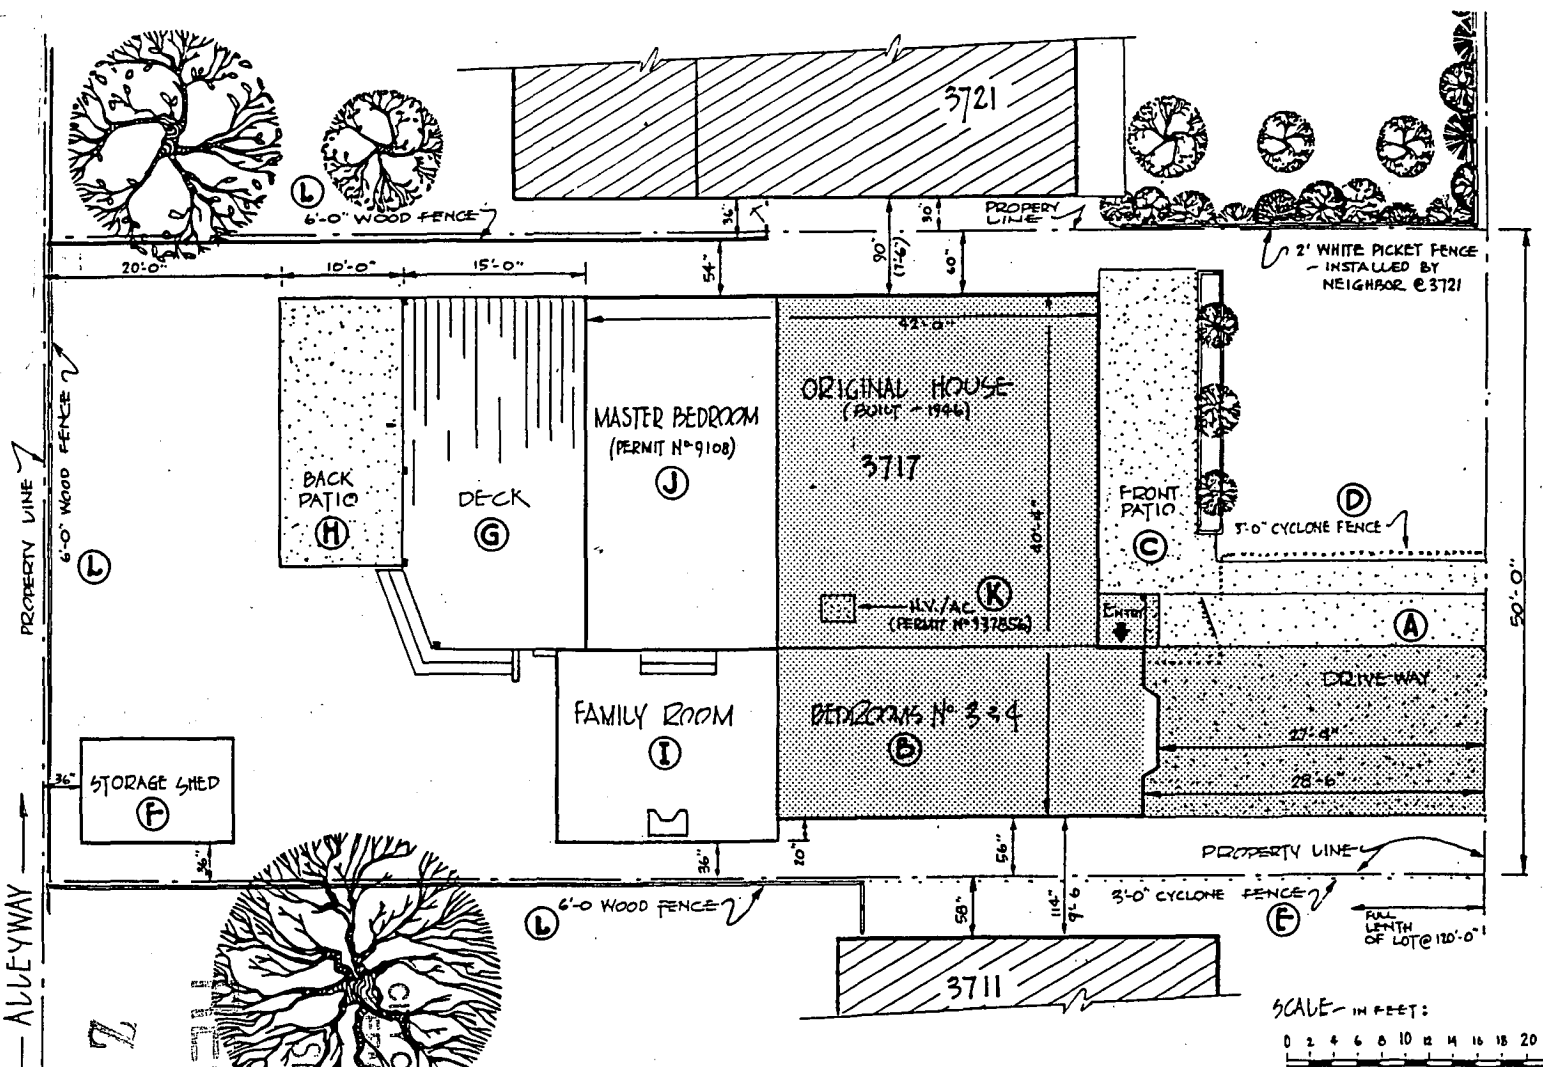 3721
Ⓛ
6'-0" WOOD FENCE
36"
30"
PROPERY
LINE
2' WHITE PICKET FENCE
- INSTALLED BY
NEIGHBOR @ 3721
20'-0"
10'-0"
15'-0"
54"
90"
(7'-6")
60"
42'-0"
PROPERTY LINE
6'-0" WOOD FENCE
Ⓛ
BACK
PATIO
Ⓗ
DECK
Ⓖ
MASTER BEDROOM
(PERMIT Nº 9108)
Ⓙ
ORIGINAL HOUSE
(BUILT - 1946)
3717
40'-4"
H.V./AC
Ⓚ
(PERMIT Nº 937856)
FRONT
PATIO
Ⓒ
Ⓓ
3'-0" CYCLONE FENCE
ENTRY
Ⓐ
50'-0"
DRIVE-WAY
27'-4"
28'-6"
FAMILY ROOM
Ⓘ
BEDROOMS Nº 3 & 4
Ⓑ
36"
STORAGE SHED
Ⓕ
36"
36"
20"
56"
PROPERTY LINE
6'-0 WOOD FENCE
Ⓛ
58"
114"
9'-6
3'-0" CYCLONE FENCE
Ⓔ
FULL
LENTH
OF LOT @ 120'-0"
ALLEYWAY
3711
Z
CITY O
SCALE - IN FEET:
0 2 4 6 8 10 12 14 16 18 20